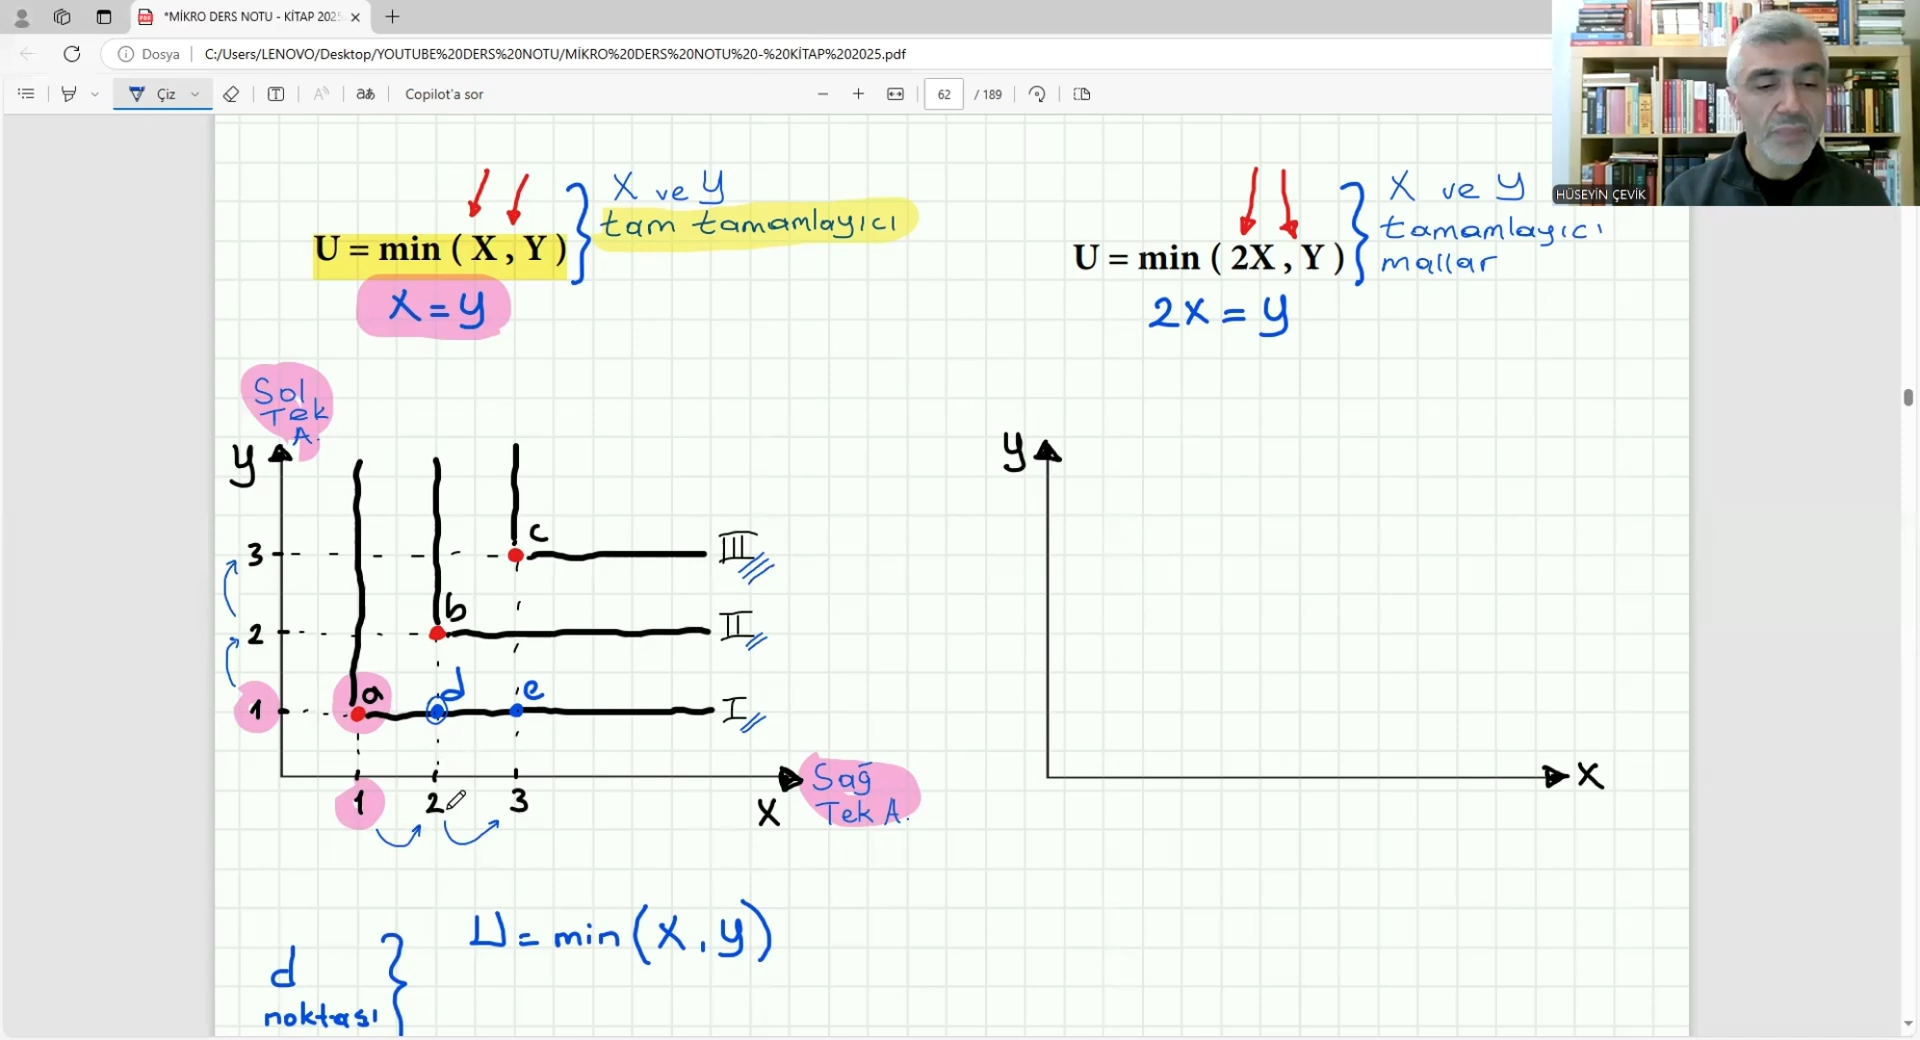 *MİKRO DERS NOTU - KİTAP 2025
Dosya
C:/Users/LENOVO/Desktop/YOUTUBE%20DERS%20NOTU/MİKRO%20DERS%20NOTU%20-%20KİTAP%202025.pdf
Çiz
aあ
Copilot'a sor
62 / 189
HÜSEYİN ÇEVİK
X ve Y
tam tamamlayıcı
U = min ( X , Y )
X = Y
X ve Y
tamamlayıcı
mallar
U = min ( 2X , Y )
2X = Y
Sol
Tek
A.
Y
3
2
1
c
b
a
d
e
III
II
I
1
2
3
X
Sağ
Tek A.
Y
X
U = min (X, Y)
d
noktası